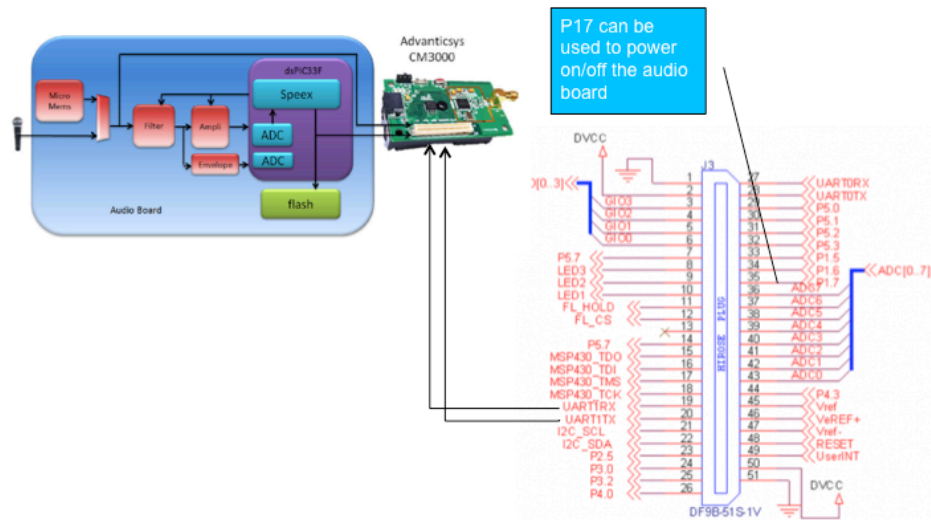 Advanticsys
CM3000
dsPIC33F
Micro
Mems
Speex
Filter
Ampli
ADC
Envelope
ADC
flash
Audio Board
P17 can be
used to power
on/off the audio
board
DVCC
J3
[0..3]
1
2
GIO3 3
GIO2 4
GIO1 5
GIO0 6
P5.7 7
LED3 8
LED2 9
LED1 10
FL_HOLD 11
FL_CS 12
13
P5.7 14
MSP430_TDO 15
MSP430_TDI 16
MSP430_TMS 17
MSP430_TCK 18
UART1RX 19
UART1TX 20
I2C_SCL 21
I2C_SDA 22
P2.5 23
P3.0 24
P3.2 25
P4.0 26
HIROSE PLUG
27 UART0RX
28 UART0TX
29 P5.0
30 P5.1
31 P5.2
32 P5.3
33 P1.5
34 P1.6
35 P1.7
36 ADC7
37 ADC6
38 ADC5
39 ADC4
40 ADC3
41 ADC2
42 ADC1
43 ADC0
ADC[0..7]
44 P4.3
45 Vref
46 VeREF+
47 Vref-
48 RESET
49 UserINT
50
51
DVCC
DF9B-51S-1V